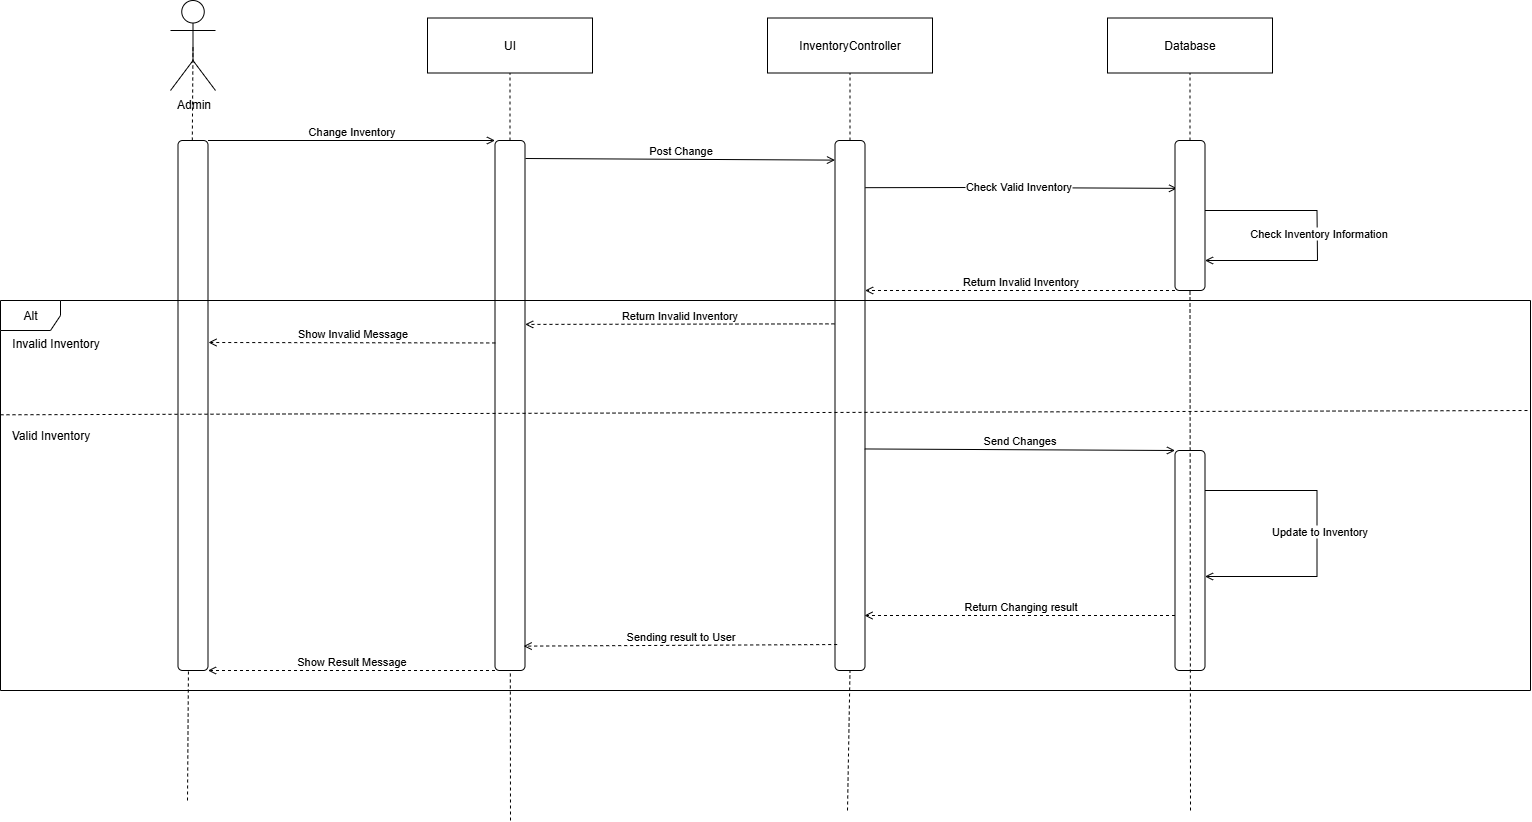 UI
InventoryController
Database
Admin
Change Inventory
Post Change
Check Valid Inventory
Check Inventory Information
Return Invalid Inventory
Alt
Return Invalid Inventory
Show Invalid Message
Invalid Inventory
Valid Inventory
Send Changes
Update to Inventory
Return Changing result
Sending result to User
Show Result Message